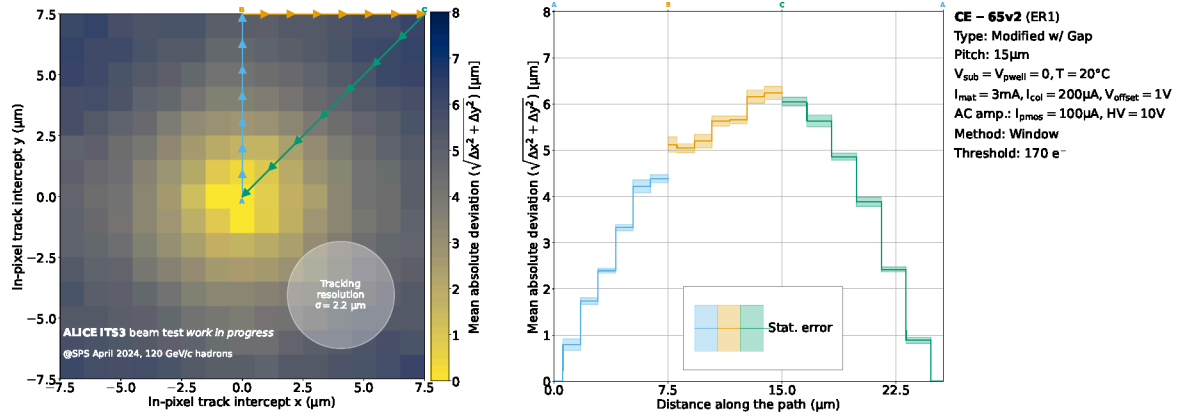 B
C
A
7.5
5.0
2.5
0.0
−2.5
−5.0
−7.5
In-pixel track intercept y (μm)
−7.5
−5.0
−2.5
0.0
2.5
5.0
7.5
In-pixel track intercept x (μm)
Tracking
resolution
σ= 2.2 μm
ALICE ITS3 beam test work in progress
@SPS April 2024, 120 GeV/c hadrons
8
7
6
5
4
3
2
1
0
Mean absolute deviation (√Δx² + Δy²) [μm]
A
B
C
A
8
7
6
5
4
3
2
1
0
Mean absolute deviation (√Δx² + Δy²) [μm]
Stat. error
0.0
7.5
15.0
22.5
Distance along the path (μm)
CE − 65v2 (ER1)
Type: Modified w/ Gap
Pitch: 15μm
Vsub = Vpwell = 0, T = 20°C
Imat = 3mA, Icol = 200μA, Voffset = 1V
AC amp.: Ipmos = 100μA, HV = 10V
Method: Window
Threshold: 170 e⁻